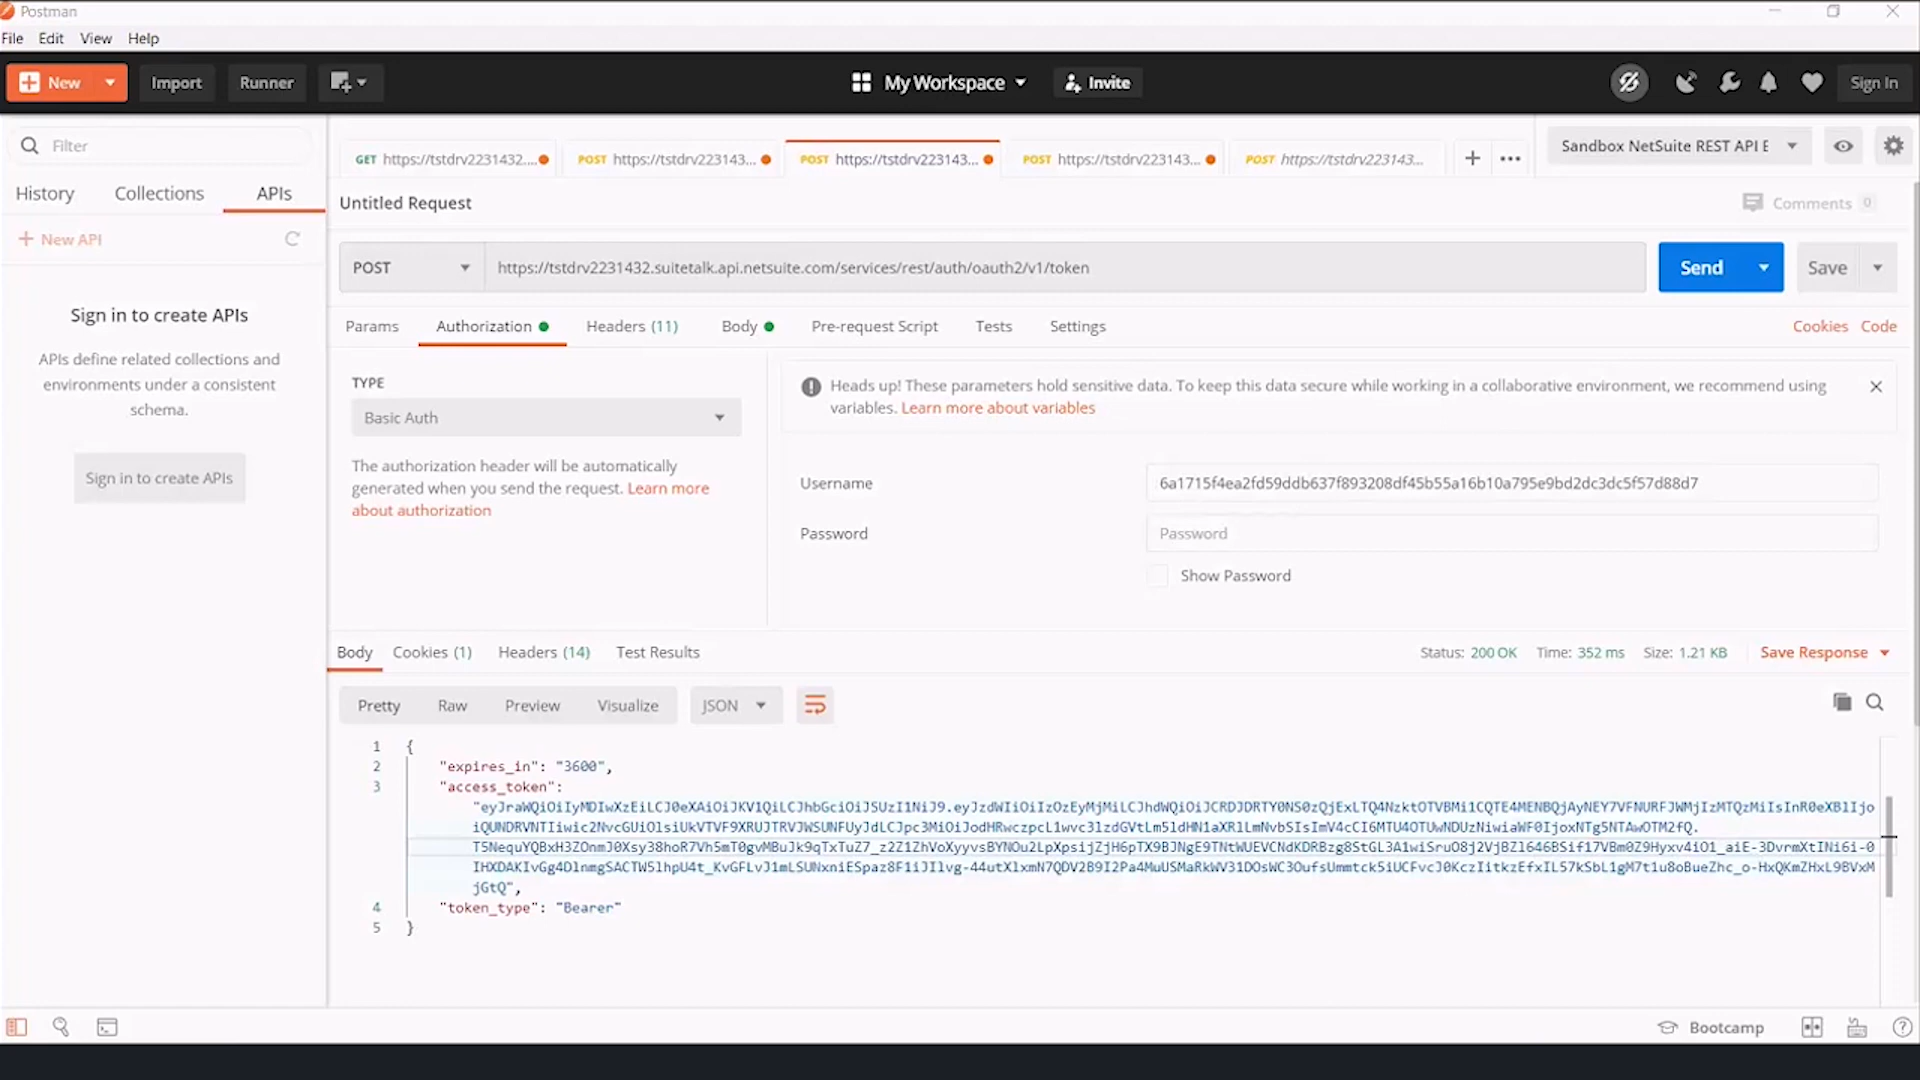 Postman
File Edit View Help
New Import Runner My Workspace Invite Sign In
Filter
History Collections APIs
New API
Sign in to create APIs
APIs define related collections and
environments under a consistent
schema.
Sign in to create APIs
GET https://tstdrv2231432.... POST https://tstdrv223143... POST https://tstdrv223143... POST https://tstdrv223143... POST https://tstdrv223143... Sandbox NetSuite REST API E
Untitled Request Comments 0
POST https://tstdrv2231432.suitetalk.api.netsuite.com/services/rest/auth/oauth2/v1/token Send Save
Params Authorization Headers (11) Body Pre-request Script Tests Settings Cookies Code
TYPE
Basic Auth
The authorization header will be automatically
generated when you send the request. Learn more
about authorization
Heads up! These parameters hold sensitive data. To keep this data secure while working in a collaborative environment, we recommend using
variables. Learn more about variables
Username 6a1715f4ea2fd59ddb637f893208df45b55a16b10a795e9bd2dc3dc5f57d88d7
Password Password
Show Password
Body Cookies (1) Headers (14) Test Results Status: 200 OK Time: 352 ms Size: 1.21 KB Save Response
Pretty Raw Preview Visualize JSON
1 {
2 "expires_in": "3600",
3 "access_token":
4 "token_type": "Bearer"
5 }
Bootcamp